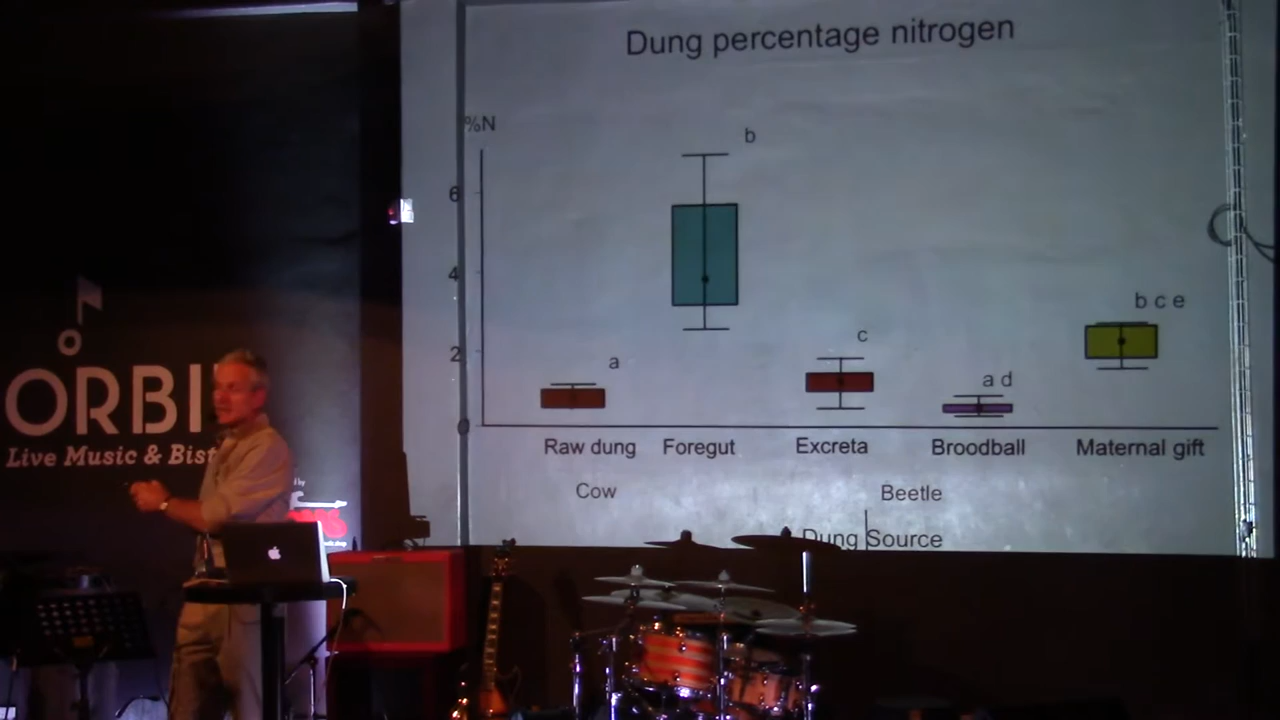 Dung percentage nitrogen
%N
b
6
4
b c e
2
a
c
a d
0
Raw dung Foregut Excreta Broodball Maternal gift
Cow Beetle
Dung Source
ORBI
Live Music & Bist